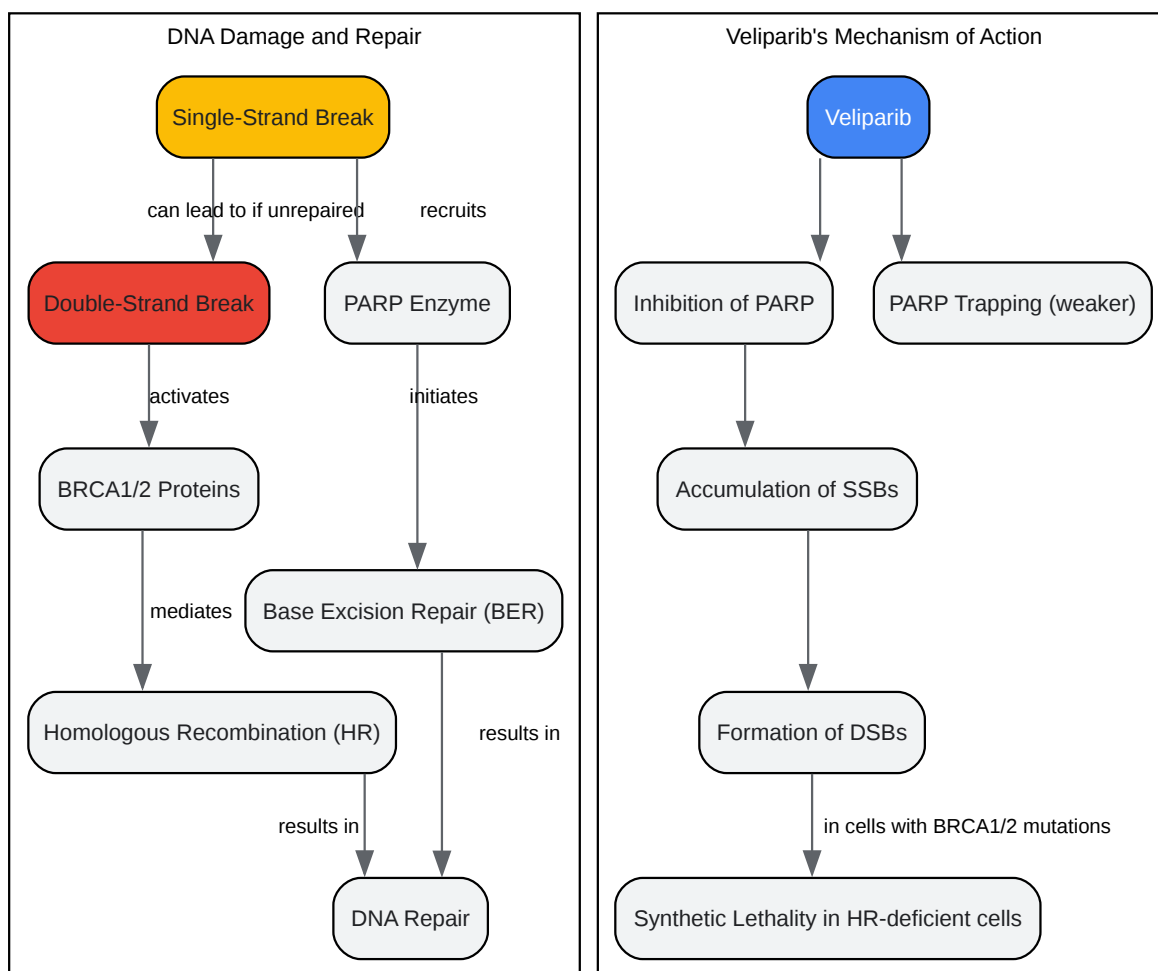 DNA Damage and Repair
Single-Strand Break
can lead to if unrepaired
recruits
Double-Strand Break
PARP Enzyme
activates
initiates
BRCA1/2 Proteins
Base Excision Repair (BER)
mediates
Homologous Recombination (HR)
results in
results in
DNA Repair
Veliparib's Mechanism of Action
Veliparib
Inhibition of PARP
PARP Trapping (weaker)
Accumulation of SSBs
Formation of DSBs
in cells with BRCA1/2 mutations
Synthetic Lethality in HR-deficient cells